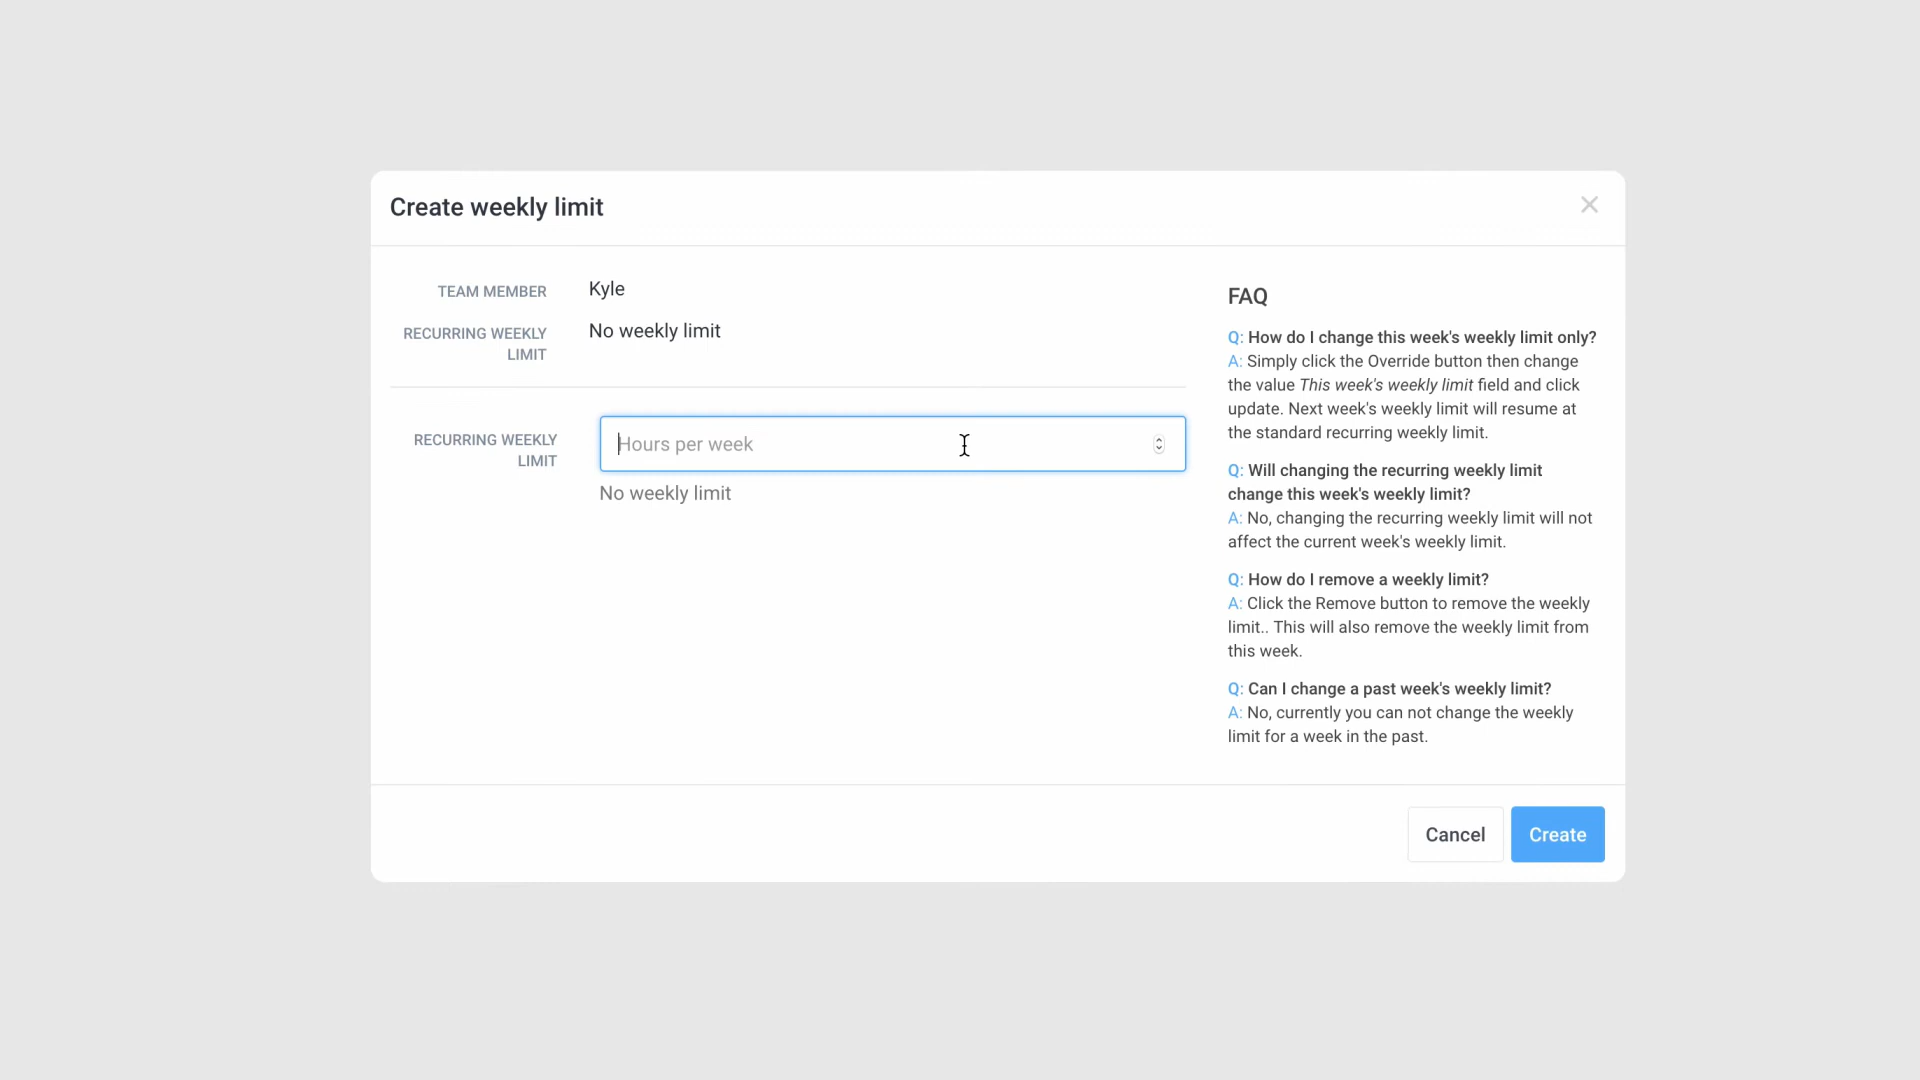 Create weekly limit
TEAM MEMBER
Kyle
RECURRING WEEKLY
LIMIT
No weekly limit
RECURRING WEEKLY
LIMIT
Hours per week
No weekly limit
FAQ
Q: How do I change this week's weekly limit only?
A: Simply click the Override button then change
the value This week's weekly limit field and click
update. Next week's weekly limit will resume at
the standard recurring weekly limit.
Q: Will changing the recurring weekly limit
change this week's weekly limit?
A: No, changing the recurring weekly limit will not
affect the current week's weekly limit.
Q: How do I remove a weekly limit?
A: Click the Remove button to remove the weekly
limit.. This will also remove the weekly limit from
this week.
Q: Can I change a past week's weekly limit?
A: No, currently you can not change the weekly
limit for a week in the past.
Cancel
Create